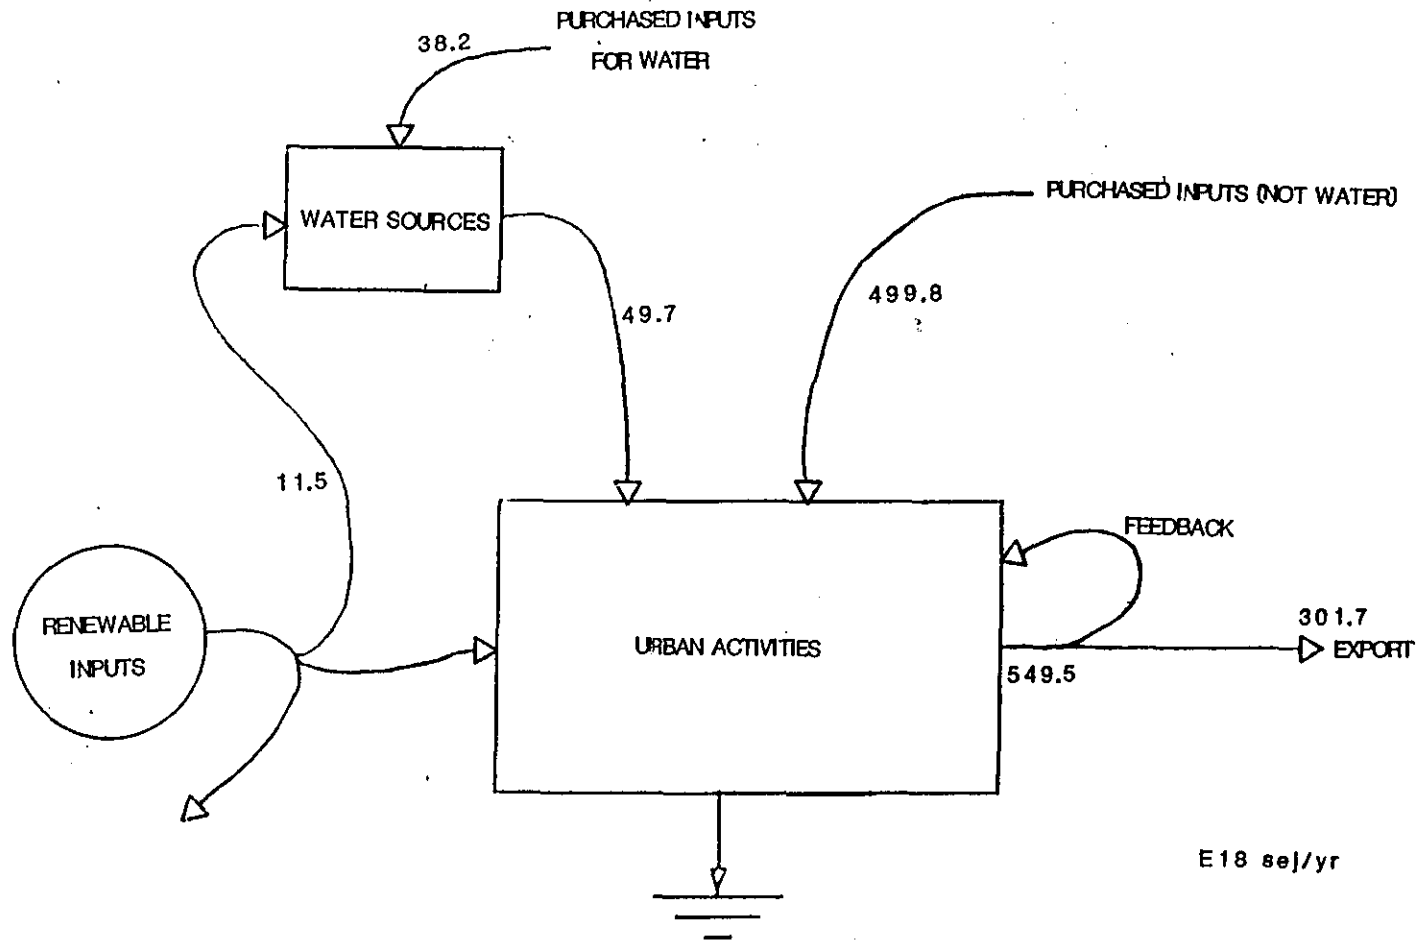 PURCHASED INPUTS
FOR WATER
38.2
WATER SOURCES
PURCHASED INPUTS (NOT WATER)
49.7
499.8
11.5
FEEDBACK
RENEWABLE
INPUTS
URBAN ACTIVITIES
301.7
EXPORT
549.5
E18 sej/yr